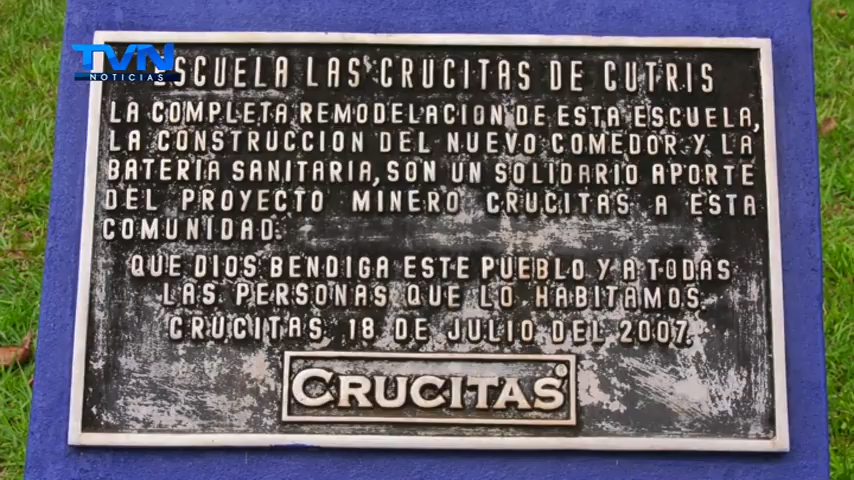 TVN
NOTICIAS
ESCUELA LAS CRUCITAS DE CUTRIS
LA COMPLETA REMODELACION DE ESTA ESCUELA,
LA CONSTRUCCION DEL NUEVO COMEDOR Y LA
BATERIA SANITARIA, SON UN SOLIDARIO APORTE
DEL PROYECTO MINERO CRUCITAS A ESTA
COMUNIDAD.
QUE DIOS BENDIGA ESTE PUEBLO Y A TODAS
LAS PERSONAS QUE LO HABITAMOS.
CRUCITAS, 18 DE JULIO DEL 2007.
CRUCITAS®